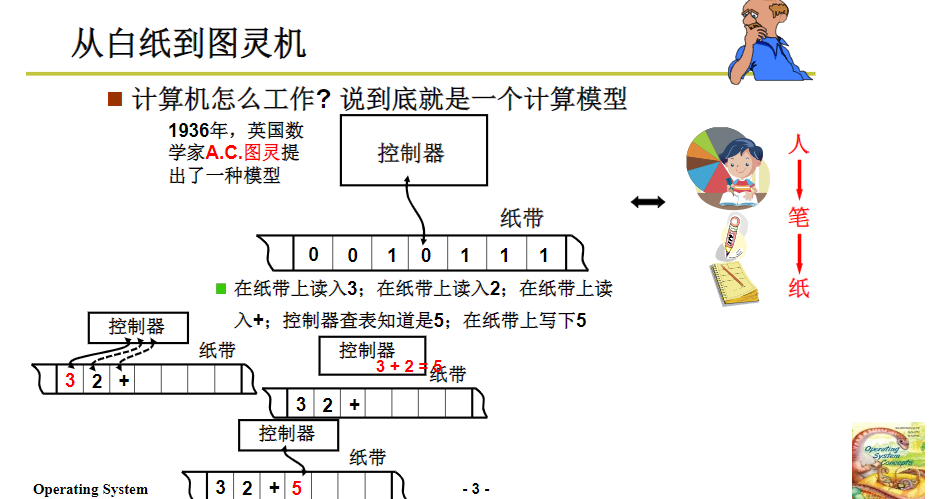 从白纸到图灵机
计算机怎么工作? 说到底就是一个计算模型
1936年，英国数
学家A.C.图灵提
出了一种模型
控制器
纸带
0 0 1 0 1 1 1
人
笔
纸
在纸带上读入3；在纸带上读入2；在纸带上读
入+；控制器查表知道是5；在纸带上写下5
控制器
纸带
3 2 +
控制器
3 + 2 = 5
纸带
3 2 +
控制器
纸带
3 2 + 5
Operating System
- 3 -
Operating
System
Concepts